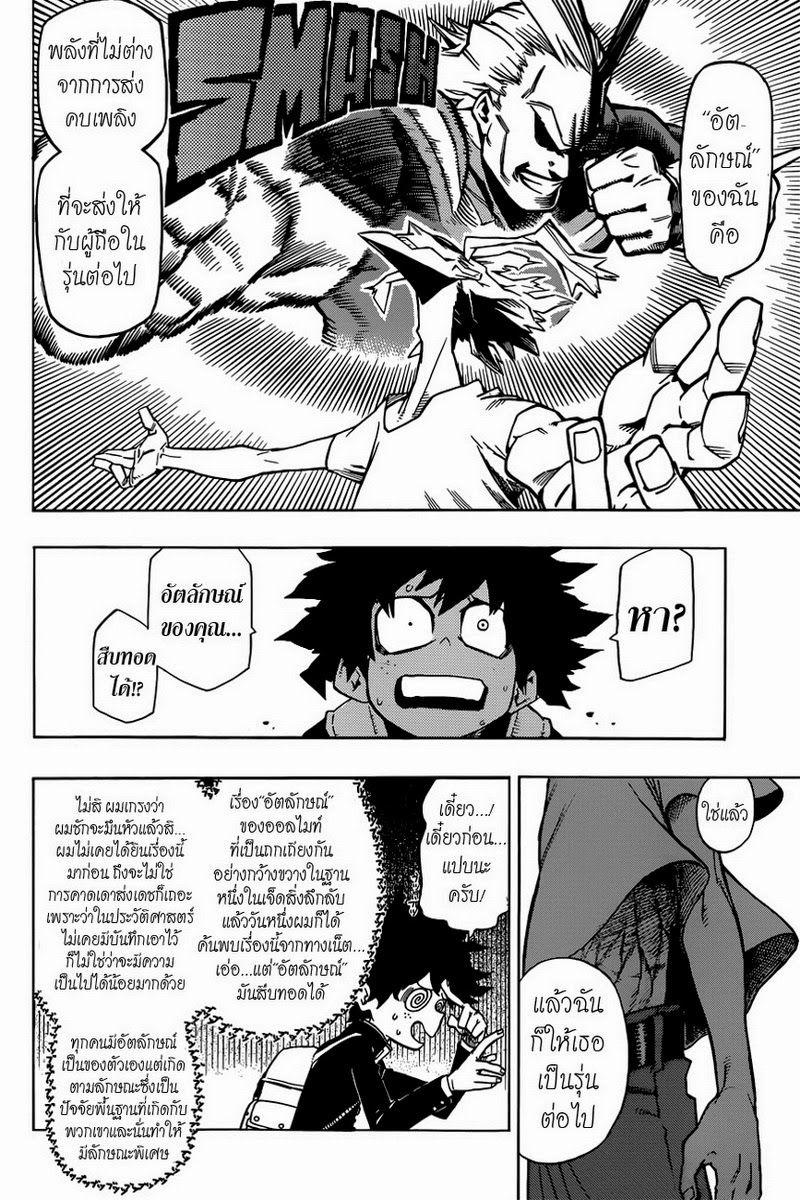 "อัต-
ลักษณ์"
ของฉัน
คือ
SMASH
พลังที่ไม่ต่าง
จากการส่ง
คบเพลิง
ที่จะส่งให้
กับผู้ถือใน
รุ่นต่อไป
หา?
อัตลักษณ์
ของคุณ...
สืบทอด
ได้!?
ใช่แล้ว
แล้วฉัน
ก็ให้เธอ
เป็นรุ่น
ต่อไป
เดี๋ยว.../
เดี๋ยวก่อน...
แปบนะ
ครับ!
เรื่อง"อัตลักษณ์"
ของออลไมท์
ที่เป็นถกเถียงกัน
อย่างกว้างขวางในฐาน
หนึ่งในเจ็ดสิ่งลึกลับ
แล้ววันหนึ่งผมก็ได้
ค้นพบเรื่องนี้จากทางเน็ต...
เอ่อ...แต่"อัตลักษณ์"
มันสืบทอดได้
ไม่สิ ผมเกรงว่า
ผมชักจะมึนหัวแล้วสิ...
ผมไม่เคยได้ยินเรื่องนี้
มาก่อน ถึงจะไม่ใช่
การคาดเดาส่งเดชก็เถอะ
เพราะว่าในประวัติศาสตร์
ไม่เคยมีบันทึกเอาไว้
ก็ไม่ใช่ว่าจะมีความ
เป็นไปได้น้อยมากด้วย
ทุกคนมีอัตลักษณ์
เป็นของตัวเองแต่เกิด
ตามลักษณะซึ่งเป็น
ปัจจัยพื้นฐานที่เกิดกับ
พวกเขาและนั่นทำให้
มีลักษณะพิเศษ